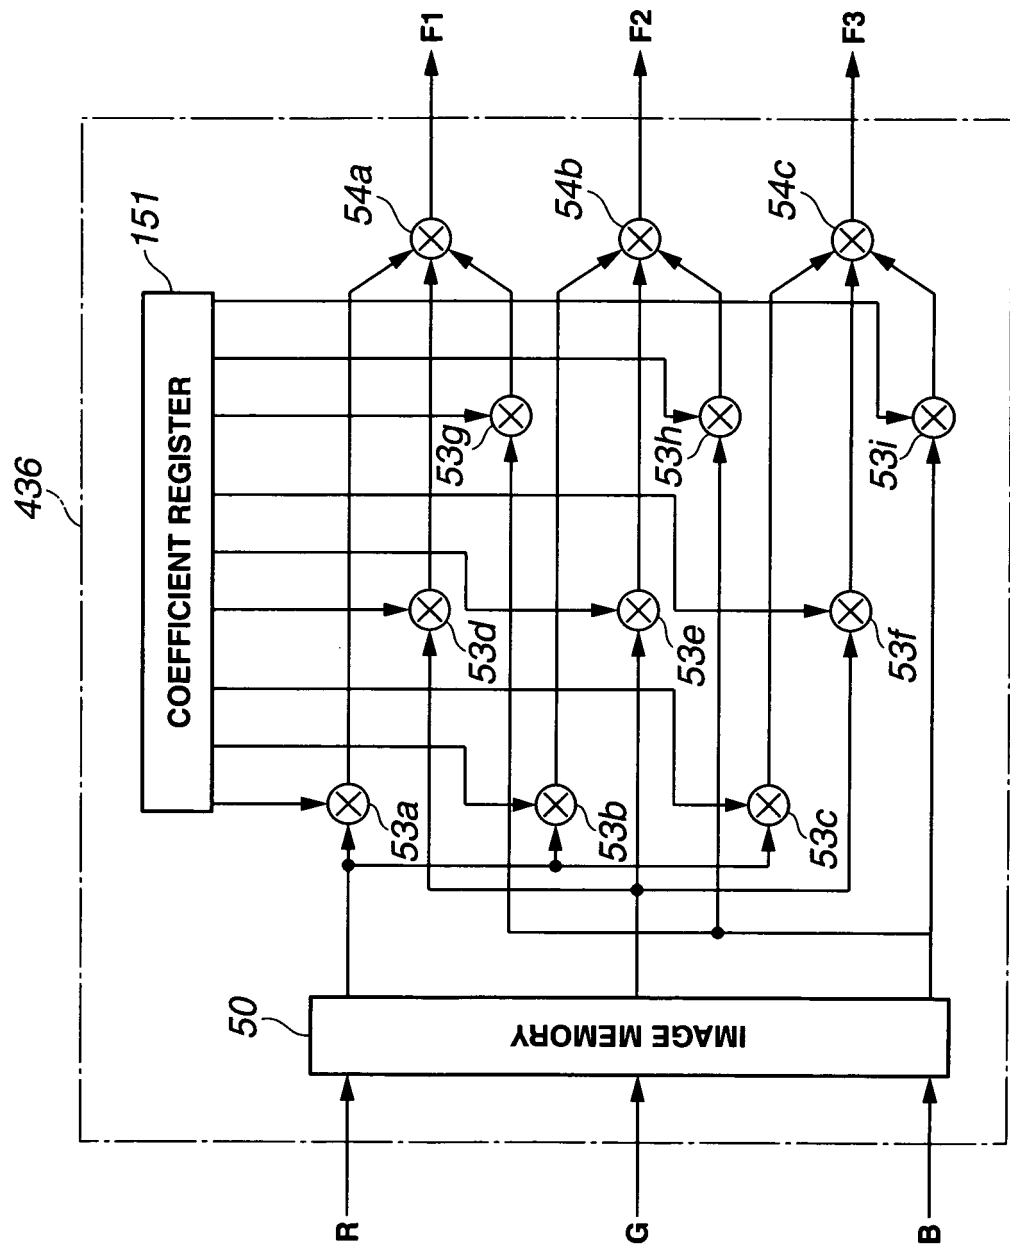 436
151
COEFFICIENT REGISTER
50
IMAGE MEMORY
R
G
B
53a
53b
53c
53d
53e
53f
53g
53h
53i
54a
54b
54c
F1
F2
F3